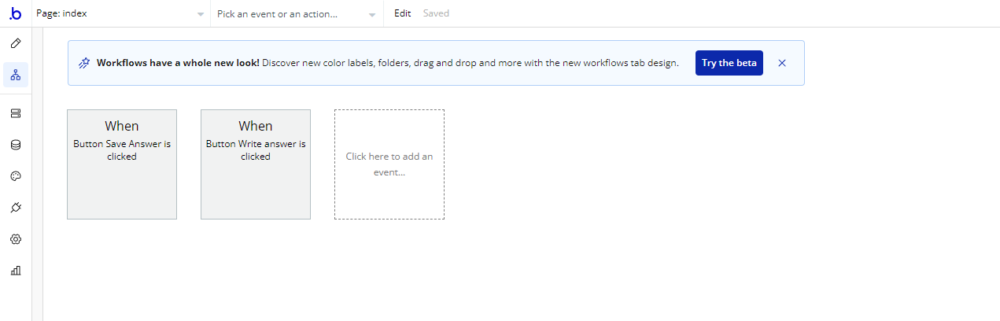 .b Page: index Pick an event or an action... Edit Saved
Workflows have a whole new look! Discover new color labels, folders, drag and drop and more with the new workflows tab design. Try the beta
When
Button Save Answer is
clicked
When
Button Write answer is
clicked
Click here to add an
event...